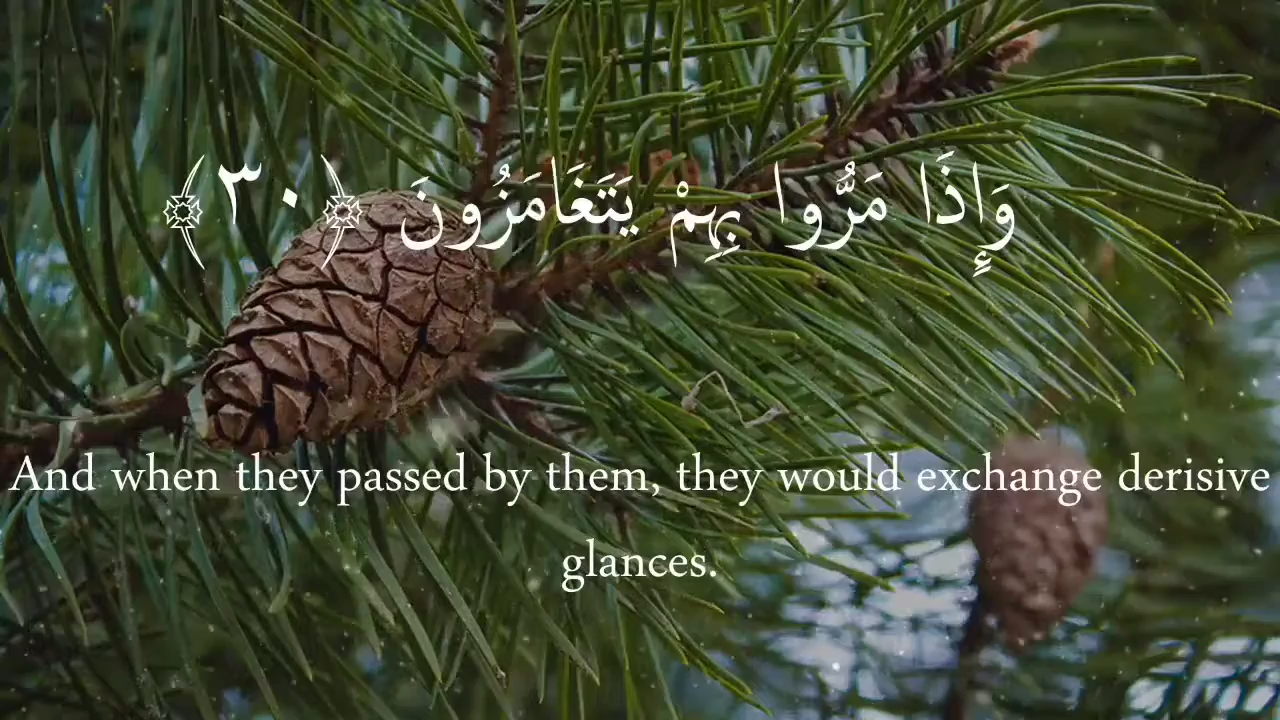 وَإِذَا مَرُّوا بِهِمْ يَتَغَامَزُونَ ﴿٣٠﴾
And when they passed by them, they would exchange derisive
glances.